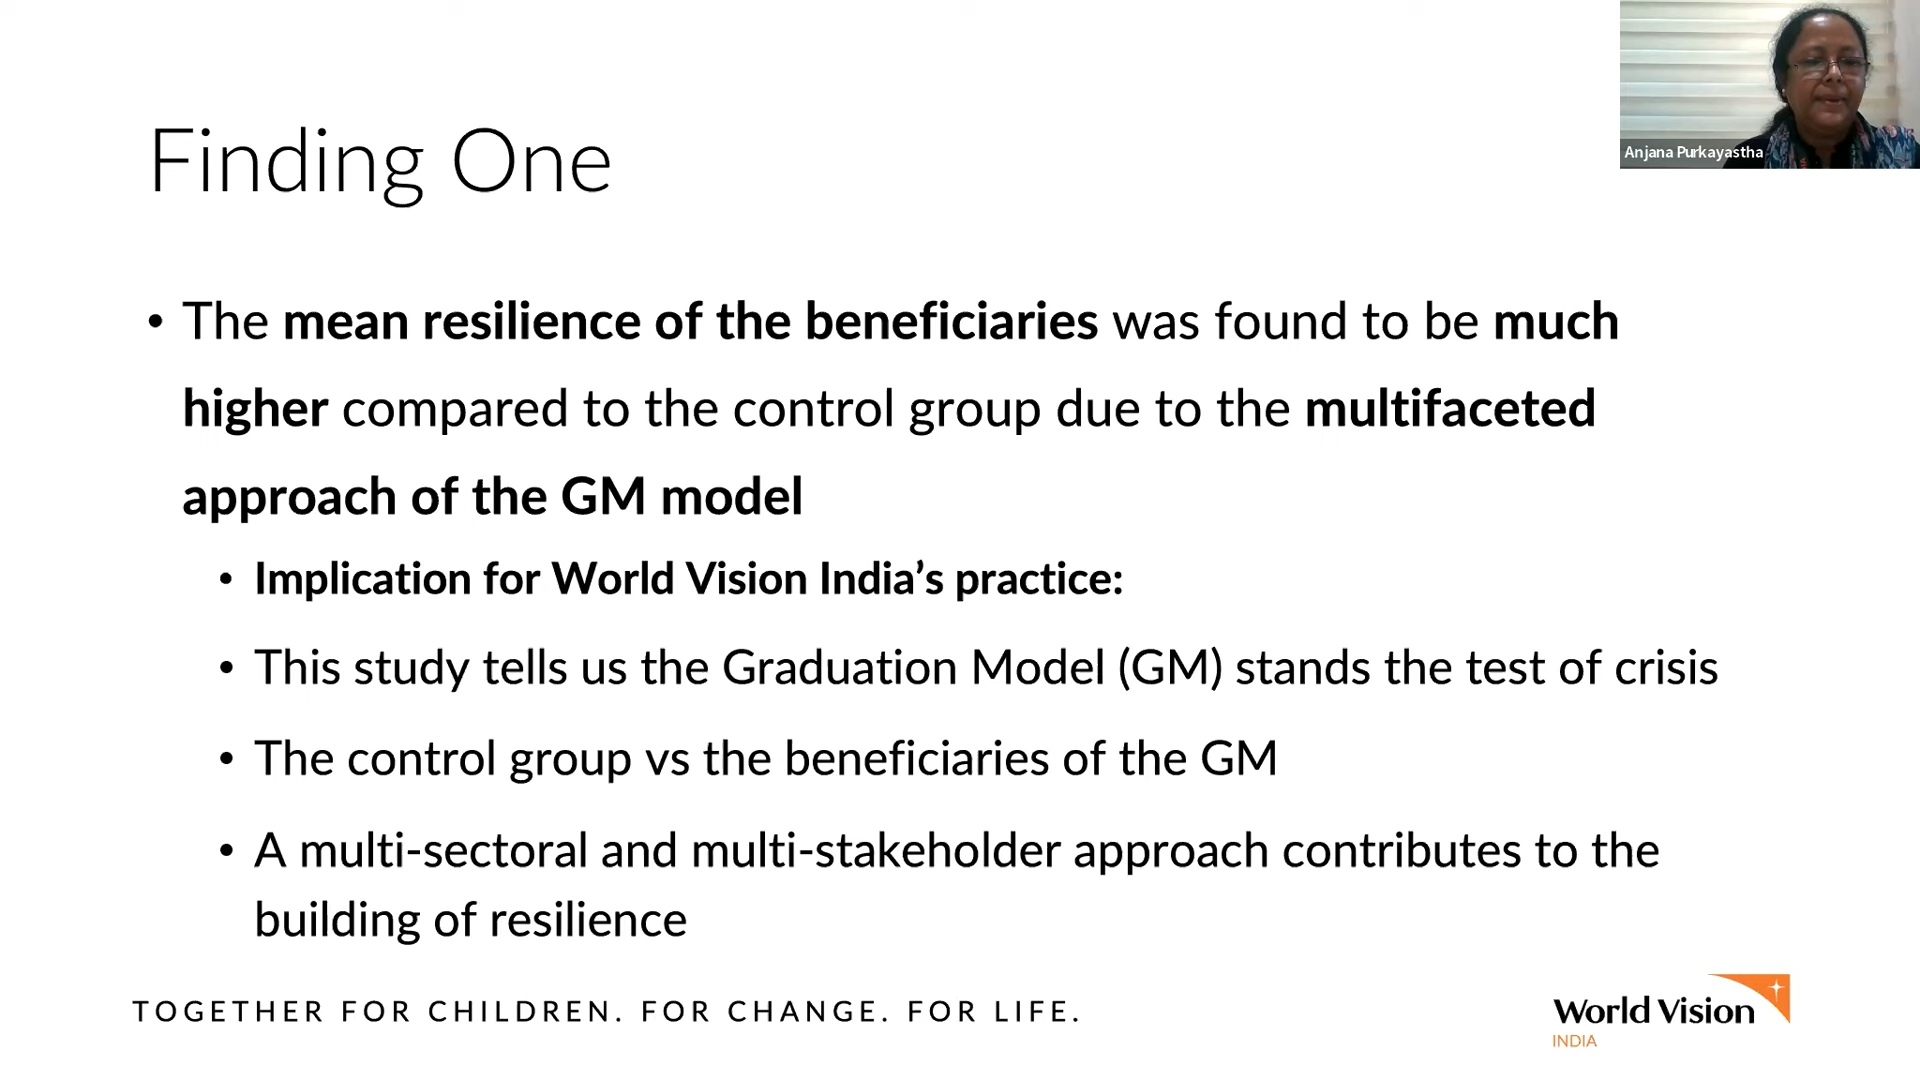 Anjana Purkayastha
Finding One
• The mean resilience of the beneficiaries was found to be much
higher compared to the control group due to the multifaceted
approach of the GM model
• Implication for World Vision India’s practice:
• This study tells us the Graduation Model (GM) stands the test of crisis
• The control group vs the beneficiaries of the GM
• A multi-sectoral and multi-stakeholder approach contributes to the
building of resilience
TOGETHER FOR CHILDREN. FOR CHANGE. FOR LIFE.
World Vision
INDIA